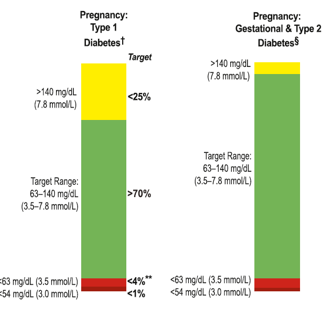 Pregnancy:
Type 1
Diabetes†
Target
>140 mg/dL
(7.8 mmol/L)
<25%
Target Range:
63–140 mg/dL
(3.5–7.8 mmol/L)
>70%
<63 mg/dL (3.5 mmol/L)
<4%**
<54 mg/dL (3.0 mmol/L)
<1%
Pregnancy:
Gestational & Type 2
Diabetes§
>140 mg/dL
(7.8 mmol/L)
Target Range:
63–140 mg/dL
(3.5–7.8 mmol/L)
<63 mg/dL (3.5 mmol/L)
<54 mg/dL (3.0 mmol/L)